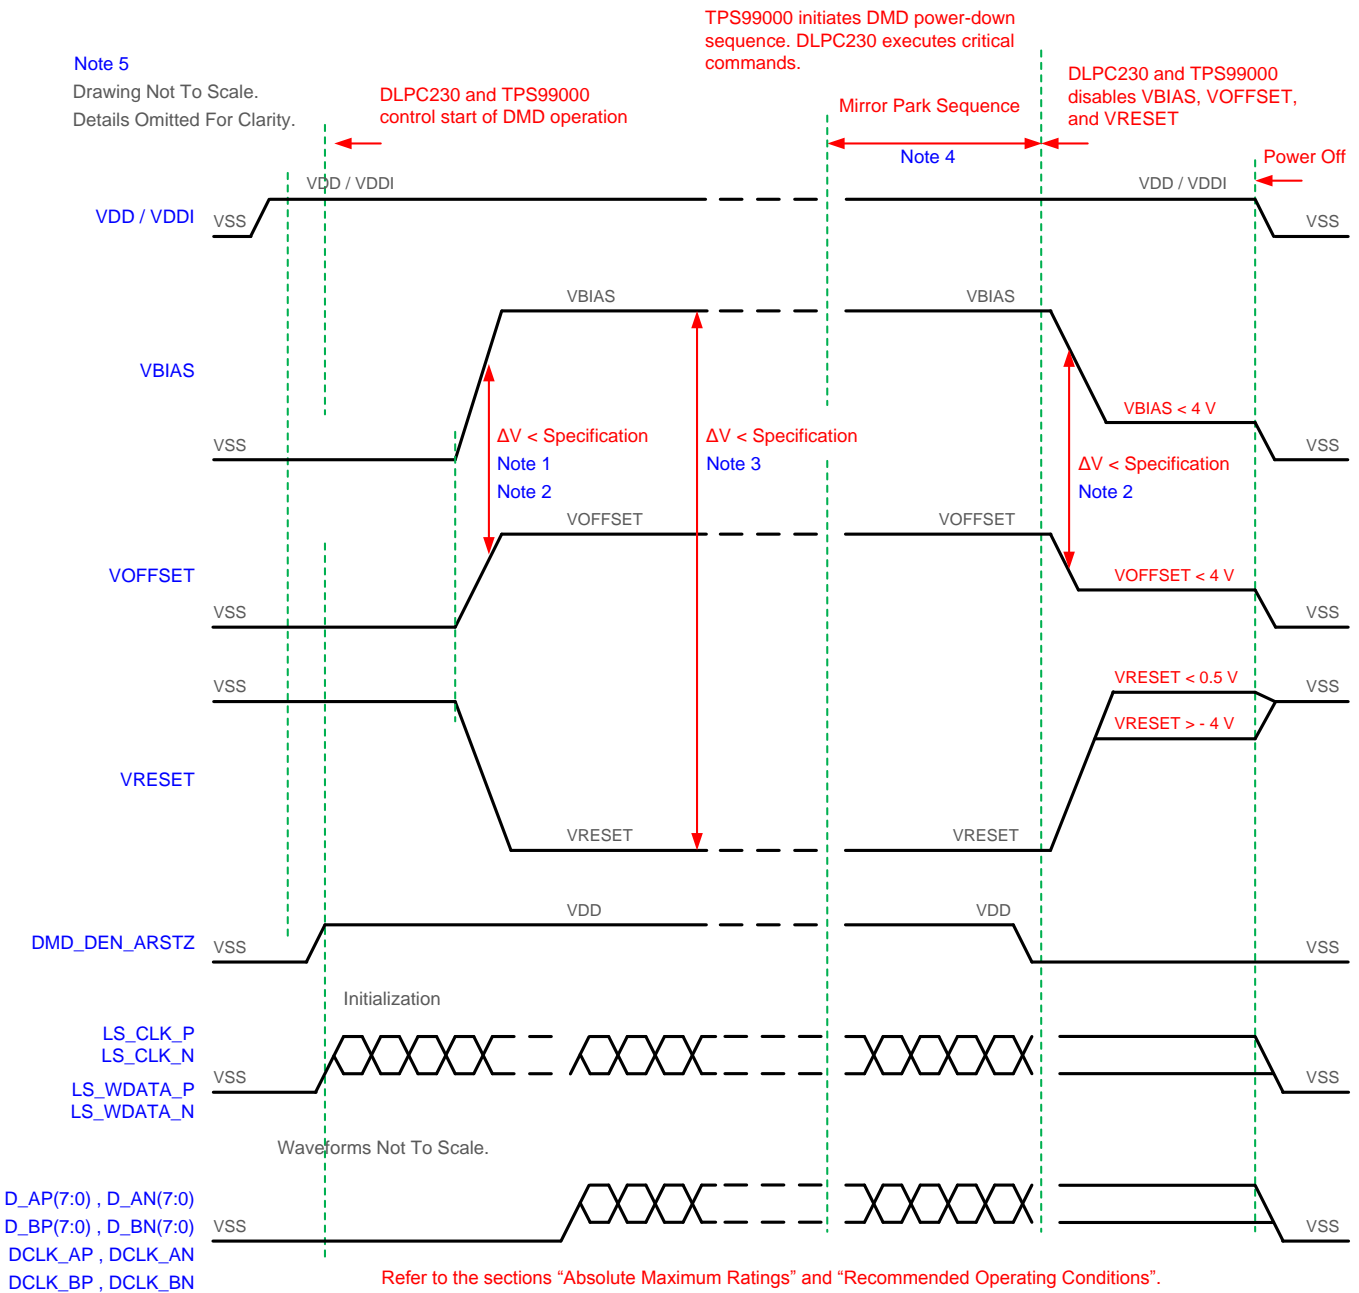 TPS99000 initiates DMD power-down
sequence. DLPC230 executes critical
commands.
Note 5
Drawing Not To Scale.
Details Omitted For Clarity.
DLPC230 and TPS99000
control start of DMD operation
Mirror Park Sequence
Note 4
DLPC230 and TPS99000
disables VBIAS, VOFFSET,
and VRESET
Power Off
VDD / VDDI
VSS
VDD / VDDI
VDD / VDDI
VSS
VBIAS
VSS
VBIAS
VBIAS
VBIAS < 4 V
VSS
ΔV < Specification
Note 1
Note 2
ΔV < Specification
Note 3
ΔV < Specification
Note 2
VOFFSET
VSS
VOFFSET
VOFFSET
VOFFSET < 4 V
VSS
VRESET
VSS
VRESET
VRESET
VRESET < 0.5 V
VRESET > - 4 V
VSS
DMD_DEN_ARSTZ
VSS
VDD
VDD
VSS
Initialization
LS_CLK_P
LS_CLK_N
LS_WDATA_P
LS_WDATA_N
VSS
VSS
Waveforms Not To Scale.
D_AP(7:0) , D_AN(7:0)
D_BP(7:0) , D_BN(7:0)
DCLK_AP , DCLK_AN
DCLK_BP , DCLK_BN
VSS
VSS
Refer to the sections “Absolute Maximum Ratings” and “Recommended Operating Conditions”.